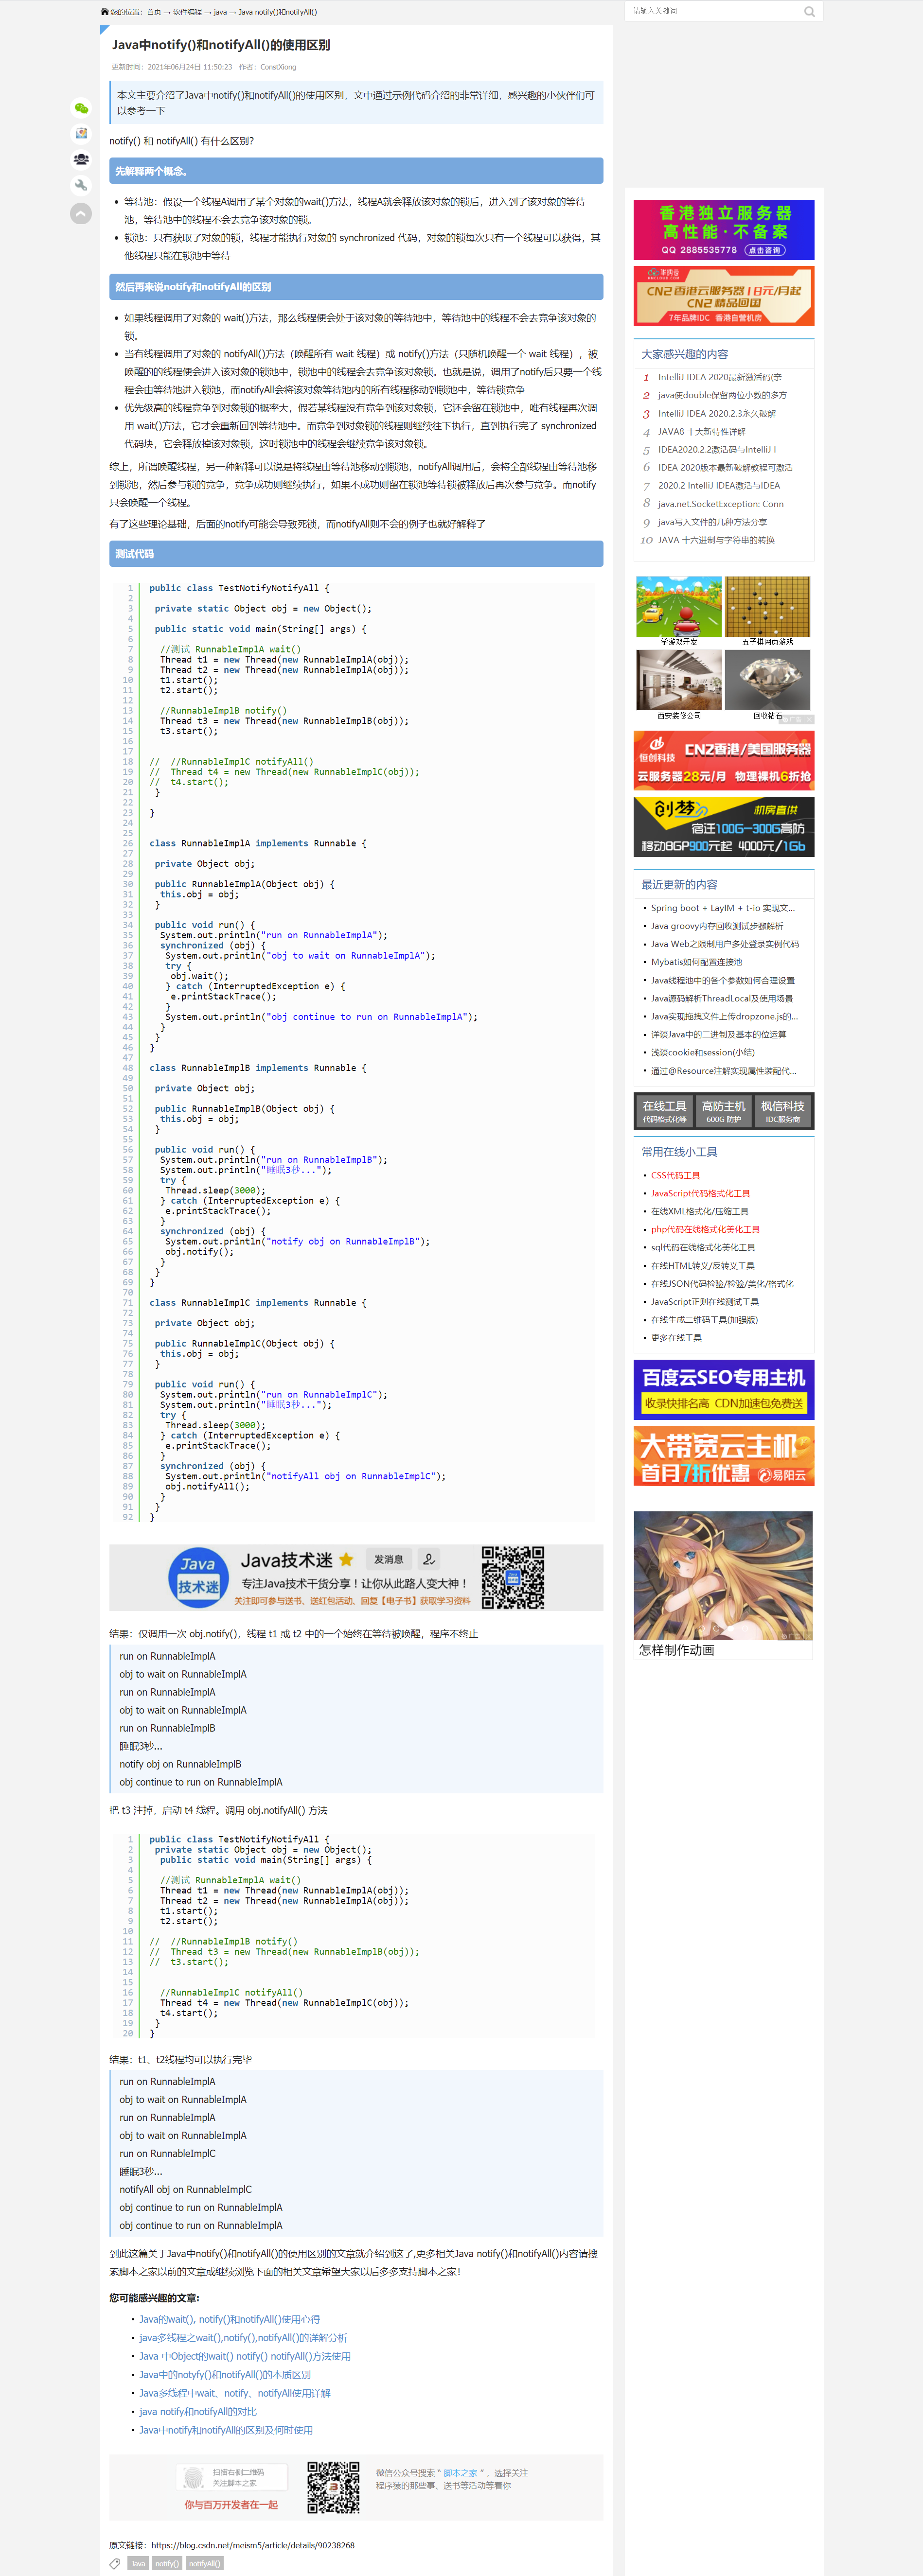 您的位置：首页 → 软件编程 → java → Java notify()和notifyAll()
请输入关键词
Java中notify()和notifyAll()的使用区别
更新时间：2021年06月24日 11:50:23 作者：ConstXiong
本文主要介绍了Java中notify()和notifyAll()的使用区别，文中通过示例代码介绍的非常详细，感兴趣的小伙伴们可
以参考一下
notify() 和 notifyAll() 有什么区别?
先解释两个概念。
• 等待池：假设一个线程A调用了某个对象的wait()方法，线程A就会释放该对象的锁后，进入到了该对象的等待
池，等待池中的线程不会去竞争该对象的锁。
• 锁池：只有获取了对象的锁，线程才能执行对象的 synchronized 代码，对象的锁每次只有一个线程可以获得，其
他线程只能在锁池中等待
然后再来说notify和notifyAll的区别
• 如果线程调用了对象的 wait()方法，那么线程便会处于该对象的等待池中，等待池中的线程不会去竞争该对象的
锁。
• 当有线程调用了对象的 notifyAll()方法（唤醒所有 wait 线程）或 notify()方法（只随机唤醒一个 wait 线程），被
唤醒的的线程便会进入该对象的锁池中，锁池中的线程会去竞争该对象锁。也就是说，调用了notify后只要一个线
程会由等待池进入锁池，而notifyAll会将该对象等待池内的所有线程移动到锁池中，等待锁竞争
• 优先级高的线程竞争到对象锁的概率大，假若某线程没有竞争到该对象锁，它还会留在锁池中，唯有线程再次调
用 wait()方法，它才会重新回到等待池中。而竞争到对象锁的线程则继续往下执行，直到执行完了 synchronized
代码块，它会释放掉该对象锁，这时锁池中的线程会继续竞争该对象锁。
综上，所谓唤醒线程，另一种解释可以说是将线程由等待池移动到锁池，notifyAll调用后，会将全部线程由等待池移
到锁池，然后参与锁的竞争，竞争成功则继续执行，如果不成功则留在锁池等待锁被释放后再次参与竞争。而notify
只会唤醒一个线程。
有了这些理论基础，后面的notify可能会导致死锁，而notifyAll则不会的例子也就好解释了
测试代码
1 public class TestNotifyNotifyAll {
2
3 private static Object obj = new Object();
4
5 public static void main(String[] args) {
6
7 //测试 RunnableImplA wait()
8 Thread t1 = new Thread(new RunnableImplA(obj));
9 Thread t2 = new Thread(new RunnableImplA(obj));
10 t1.start();
11 t2.start();
12
13 //RunnableImplB notify()
14 Thread t3 = new Thread(new RunnableImplB(obj));
15 t3.start();
16
17
18 // //RunnableImplC notifyAll()
19 // Thread t4 = new Thread(new RunnableImplC(obj));
20 // t4.start();
21 }
22
23 }
24
25
26 class RunnableImplA implements Runnable {
27
28 private Object obj;
29
30 public RunnableImplA(Object obj) {
31 this.obj = obj;
32 }
33
34 public void run() {
35 System.out.println("run on RunnableImplA");
36 synchronized (obj) {
37 System.out.println("obj to wait on RunnableImplA");
38 try {
39 obj.wait();
40 } catch (InterruptedException e) {
41 e.printStackTrace();
42 }
43 System.out.println("obj continue to run on RunnableImplA");
44 }
45 }
46 }
47
48 class RunnableImplB implements Runnable {
49
50 private Object obj;
51
52 public RunnableImplB(Object obj) {
53 this.obj = obj;
54 }
55
56 public void run() {
57 System.out.println("run on RunnableImplB");
58 System.out.println("睡眠3秒...");
59 try {
60 Thread.sleep(3000);
61 } catch (InterruptedException e) {
62 e.printStackTrace();
63 }
64 synchronized (obj) {
65 System.out.println("notify obj on RunnableImplB");
66 obj.notify();
67 }
68 }
69 }
70
71 class RunnableImplC implements Runnable {
72
73 private Object obj;
74
75 public RunnableImplC(Object obj) {
76 this.obj = obj;
77 }
78
79 public void run() {
80 System.out.println("run on RunnableImplC");
81 System.out.println("睡眠3秒...");
82 try {
83 Thread.sleep(3000);
84 } catch (InterruptedException e) {
85 e.printStackTrace();
86 }
87 synchronized (obj) {
88 System.out.println("notifyAll obj on RunnableImplC");
89 obj.notifyAll();
90 }
91 }
92 }
Java
技术迷
Java技术迷
发消息
专注Java技术干货分享！让你从此路人变大神！
关注即可参与送书、送红包活动、回复【电子书】获取学习资料
结果：仅调用一次 obj.notify()，线程 t1 或 t2 中的一个始终在等待被唤醒，程序不终止
run on RunnableImplA
obj to wait on RunnableImplA
run on RunnableImplA
obj to wait on RunnableImplA
run on RunnableImplB
睡眠3秒...
notify obj on RunnableImplB
obj continue to run on RunnableImplA
把 t3 注掉，启动 t4 线程。调用 obj.notifyAll() 方法
1 public class TestNotifyNotifyAll {
2 private static Object obj = new Object();
3 public static void main(String[] args) {
4
5 //测试 RunnableImplA wait()
6 Thread t1 = new Thread(new RunnableImplA(obj));
7 Thread t2 = new Thread(new RunnableImplA(obj));
8 t1.start();
9 t2.start();
10
11 // //RunnableImplB notify()
12 // Thread t3 = new Thread(new RunnableImplB(obj));
13 // t3.start();
14
15
16 //RunnableImplC notifyAll()
17 Thread t4 = new Thread(new RunnableImplC(obj));
18 t4.start();
19 }
20 }
结果：t1、t2线程均可以执行完毕
run on RunnableImplA
obj to wait on RunnableImplA
run on RunnableImplA
obj to wait on RunnableImplA
run on RunnableImplC
睡眠3秒...
notifyAll obj on RunnableImplC
obj continue to run on RunnableImplA
obj continue to run on RunnableImplA
到此这篇关于Java中notify()和notifyAll()的使用区别的文章就介绍到这了,更多相关Java notify()和notifyAll()内容请搜
索脚本之家以前的文章或继续浏览下面的相关文章希望大家以后多多支持脚本之家！
您可能感兴趣的文章:
• Java的wait(), notify()和notifyAll()使用心得
• java多线程之wait(),notify(),notifyAll()的详解分析
• Java 中Object的wait() notify() notifyAll()方法使用
• Java中的notyfy()和notifyAll()的本质区别
• Java多线程中wait、notify、notifyAll使用详解
• java notify和notifyAll的对比
• Java中notify和notifyAll的区别及何时使用
扫描右侧二维码
关注脚本之家
你与百万开发者在一起
微信公众号搜索 “ 脚本之家 ” ，选择关注
程序猿的那些事、送书等活动等着你
原文链接：https://blog.csdn.net/meism5/article/details/90238268
Java notify() notifyAll()
香港独立服务器
高性能·不备案
QQ 2885535778 点击咨询
CN2香港云服务器18元/月起
CN2精品回国
7年品牌IDC 香港自营机房
大家感兴趣的内容
1 IntelliJ IDEA 2020最新激活码(亲
2 java使double保留两位小数的多方
3 IntelliJ IDEA 2020.2.3永久破解
4 JAVA8 十大新特性详解
5 IDEA2020.2.2激活码与IntelliJ I
6 IDEA 2020版本最新破解教程可激活
7 2020.2 IntelliJ IDEA激活与IDEA
8 java.net.SocketException: Conn
9 java写入文件的几种方法分享
10 JAVA 十六进制与字符串的转换
学游戏开发
五子棋网页游戏
西安装修公司
回收钻石
恒创科技
CN2香港/美国服务器
云服务器28元/月 物理裸机6折抢
创梦
机房直供
宿迁100G-300G高防
移动BGP900元起 4000元/1Gb
最近更新的内容
• Spring boot + LayIM + t-io 实现文...
• Java groovy内存回收测试步骤解析
• Java Web之限制用户多处登录实例代码
• Mybatis如何配置连接池
• Java线程池中的各个参数如何合理设置
• Java源码解析ThreadLocal及使用场景
• Java实现拖拽文件上传dropzone.js的...
• 详谈Java中的二进制及基本的位运算
• 浅谈cookie和session(小结)
• 通过@Resource注解实现属性装配代...
在线工具
代码格式化等
高防主机
600G 防护
枫信科技
IDC服务商
常用在线小工具
• CSS代码工具
• JavaScript代码格式化工具
• 在线XML格式化/压缩工具
• php代码在线格式化美化工具
• sql代码在线格式化美化工具
• 在线HTML转义/反转义工具
• 在线JSON代码检验/检验/美化/格式化
• JavaScript正则在线测试工具
• 在线生成二维码工具(加强版)
• 更多在线工具
百度云SEO专用主机
收录快排名高 CDN加速包免费送
大带宽云主机
首月7折优惠 易阳云
怎样制作动画